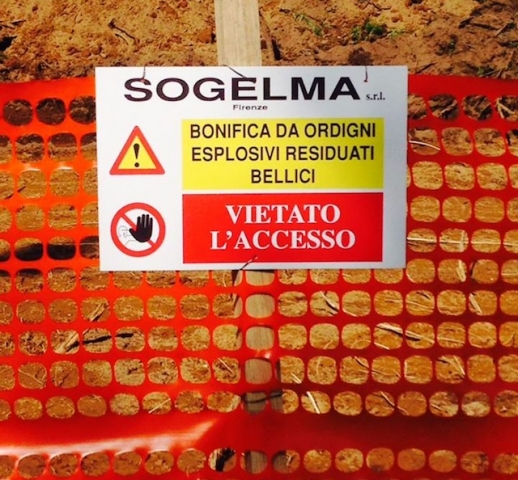 SOGELMA s.r.l.
Firenze
BONIFICA DA ORDIGNI
ESPLOSIVI RESIDUATI
BELLICI
VIETATO
L'ACCESSO